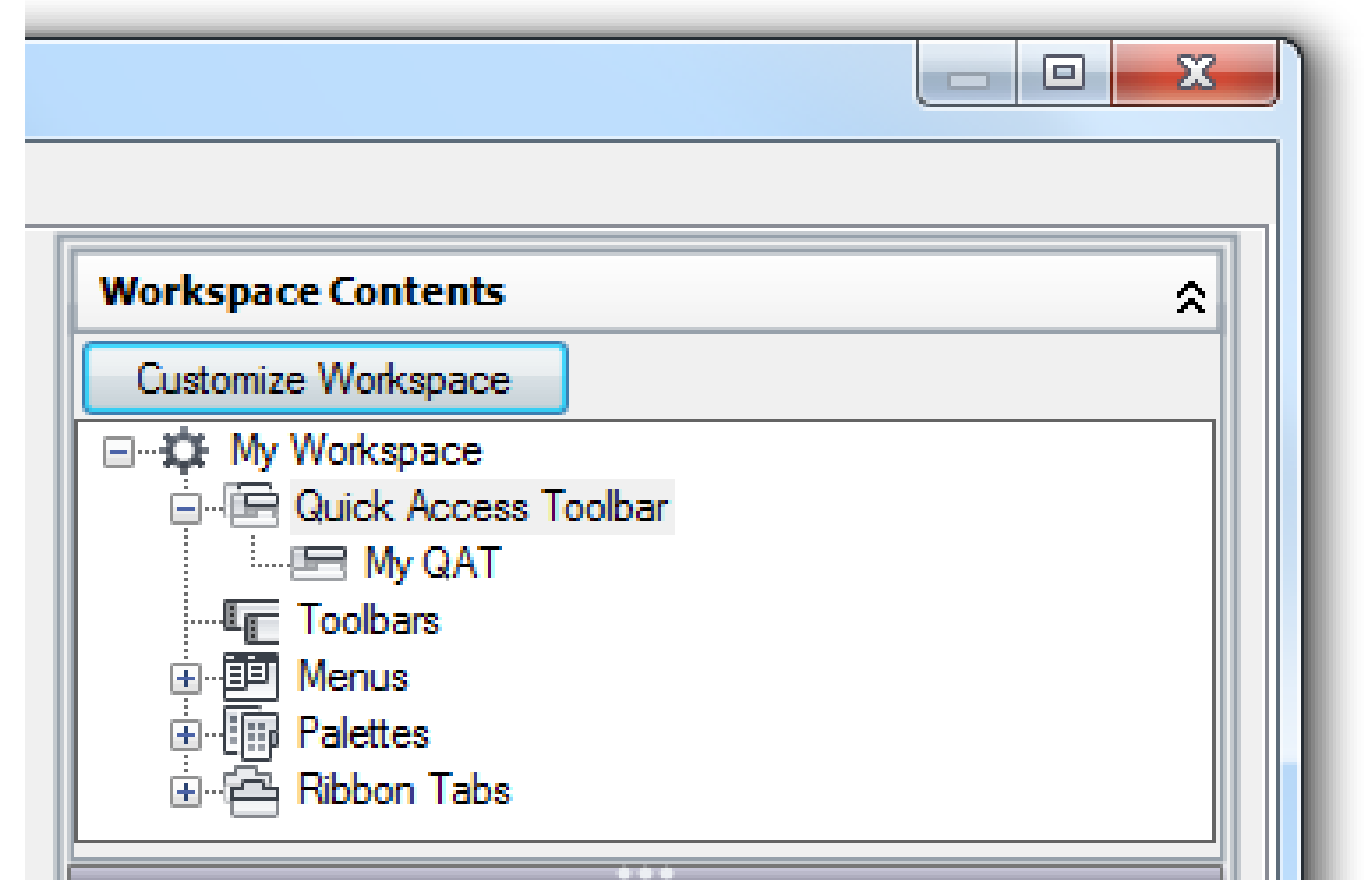 Workspace Contents
Customize Workspace
My Workspace
Quick Access Toolbar
My QAT
Toolbars
Menus
Palettes
Ribbon Tabs